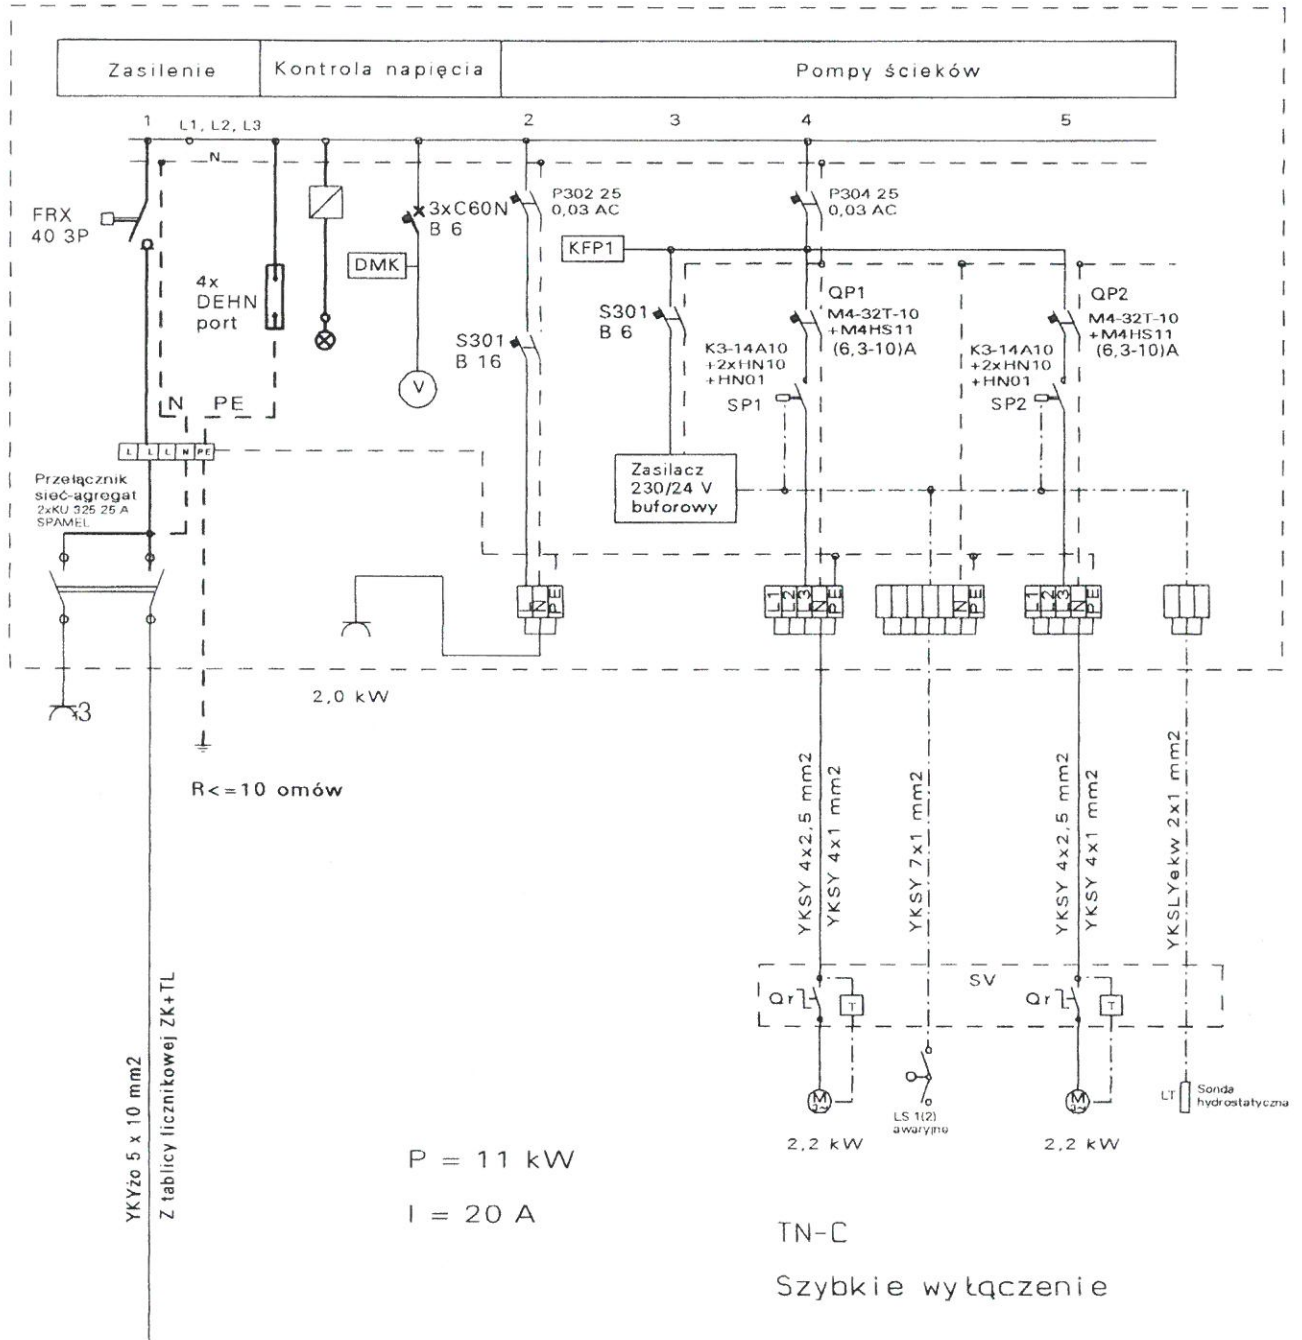 Zasilenie
Kontrola napięcia
Pompy ścieków
1
L1, L2, L3
2
3
4
5
N
FRX
40 3P
4x
DEHN
port
3xC60N
B 6
DMK
V
P302 25
0,03 AC
S301
B 16
KFP1
S301
B 6
P304 25
0,03 AC
QP1
M4-32T-10
+M4HS11
(6,3-10)A
K3-14A10
+2xHN10
+HN01
SP1
QP2
M4-32T-10
+M4HS11
(6,3-10)A
K3-14A10
+2xHN10
+HN01
SP2
N PE
L L L N PE
Przełącznik
sieć-agregat
2xKU 325 25 A
SPAMEL
Zasilacz
230/24 V
buforowy
N PE
L1 L2 L3 N PE
N PE
L1 L2 L3 N PE
3
2,0 kW
R<=10 omów
YKSY 4x2,5 mm2
YKSY 4x1 mm2
YKSY 7x1 mm2
YKSY 4x2,5 mm2
YKSY 4x1 mm2
YKSLYekw 2x1 mm2
SV
Qr
T
Qr
T
M
3~
M
3~
LS 1(2)
awaryjne
LT
Sonda
hydrostatyczna
2,2 kW
2,2 kW
YKYżo 5 x 10 mm2
Z tablicy licznikowej ZK+TL
P = 11 kW
I = 20 A
TN-C
Szybkie wyłączenie